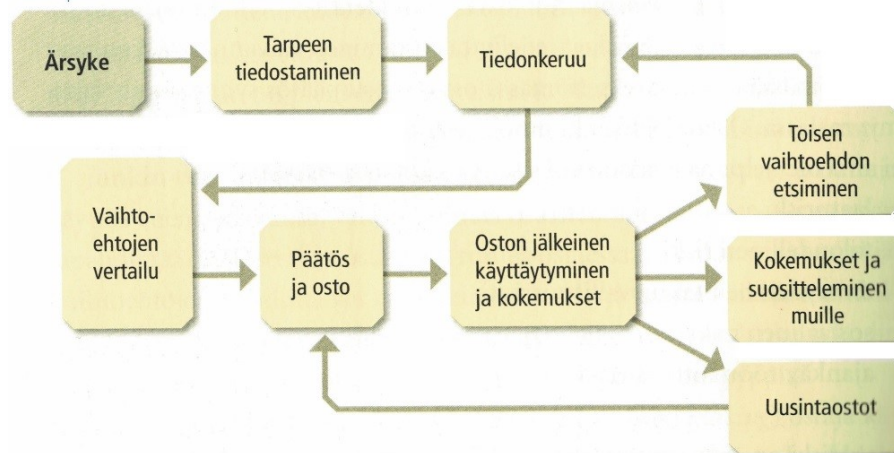 Ärsyke
Tarpeen
tiedostaminen
Tiedonkeruu
Toisen
vaihtoehdon
etsiminen
Vaihto-
ehtojen
vertailu
Päätös
ja osto
Oston jälkeinen
käyttäytyminen
ja kokemukset
Kokemukset ja
suositteleminen
muille
Uusintaostot